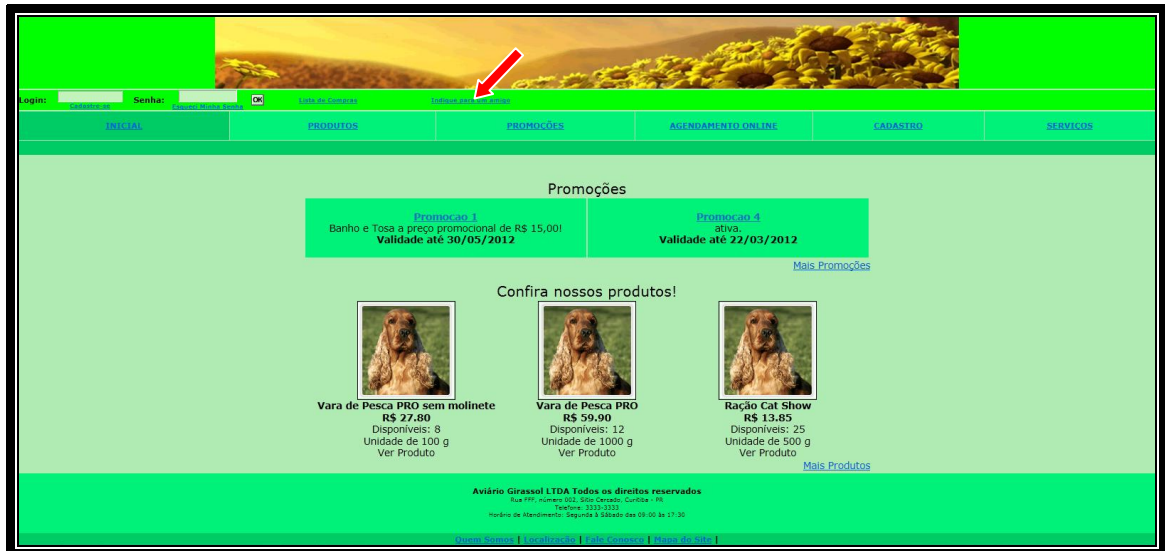 Login: Senha: OK Lista de Compras Indique para um amigo
Cadastre-se Esqueci Minha Senha
INICIAL PRODUTOS PROMOÇÕES AGENDAMENTO ONLINE CADASTRO SERVIÇOS
Promoções
Promocao 1 Promocao 4
Banho e Tosa a preço promocional de R$ 15,00! ativa.
Validade até 30/05/2012 Validade até 22/03/2012
Mais Promoções
Confira nossos produtos!
Vara de Pesca PRO sem molinete Vara de Pesca PRO Ração Cat Show
R$ 27.80 R$ 59.90 R$ 13.85
Disponíveis: 8 Disponíveis: 12 Disponíveis: 25
Unidade de 100 g Unidade de 1000 g Unidade de 500 g
Ver Produto Ver Produto Ver Produto
Mais Produtos
Aviário Girassol LTDA Todos os direitos reservados
Rua FFF, número 002, Sítio Cercado, Curitiba - PR
Telefone: 3333-3333
Horário de Atendimento: Segunda à Sábado das 09:00 às 17:30
Quem Somos | Localização | Fale Conosco | Mapa do Site |